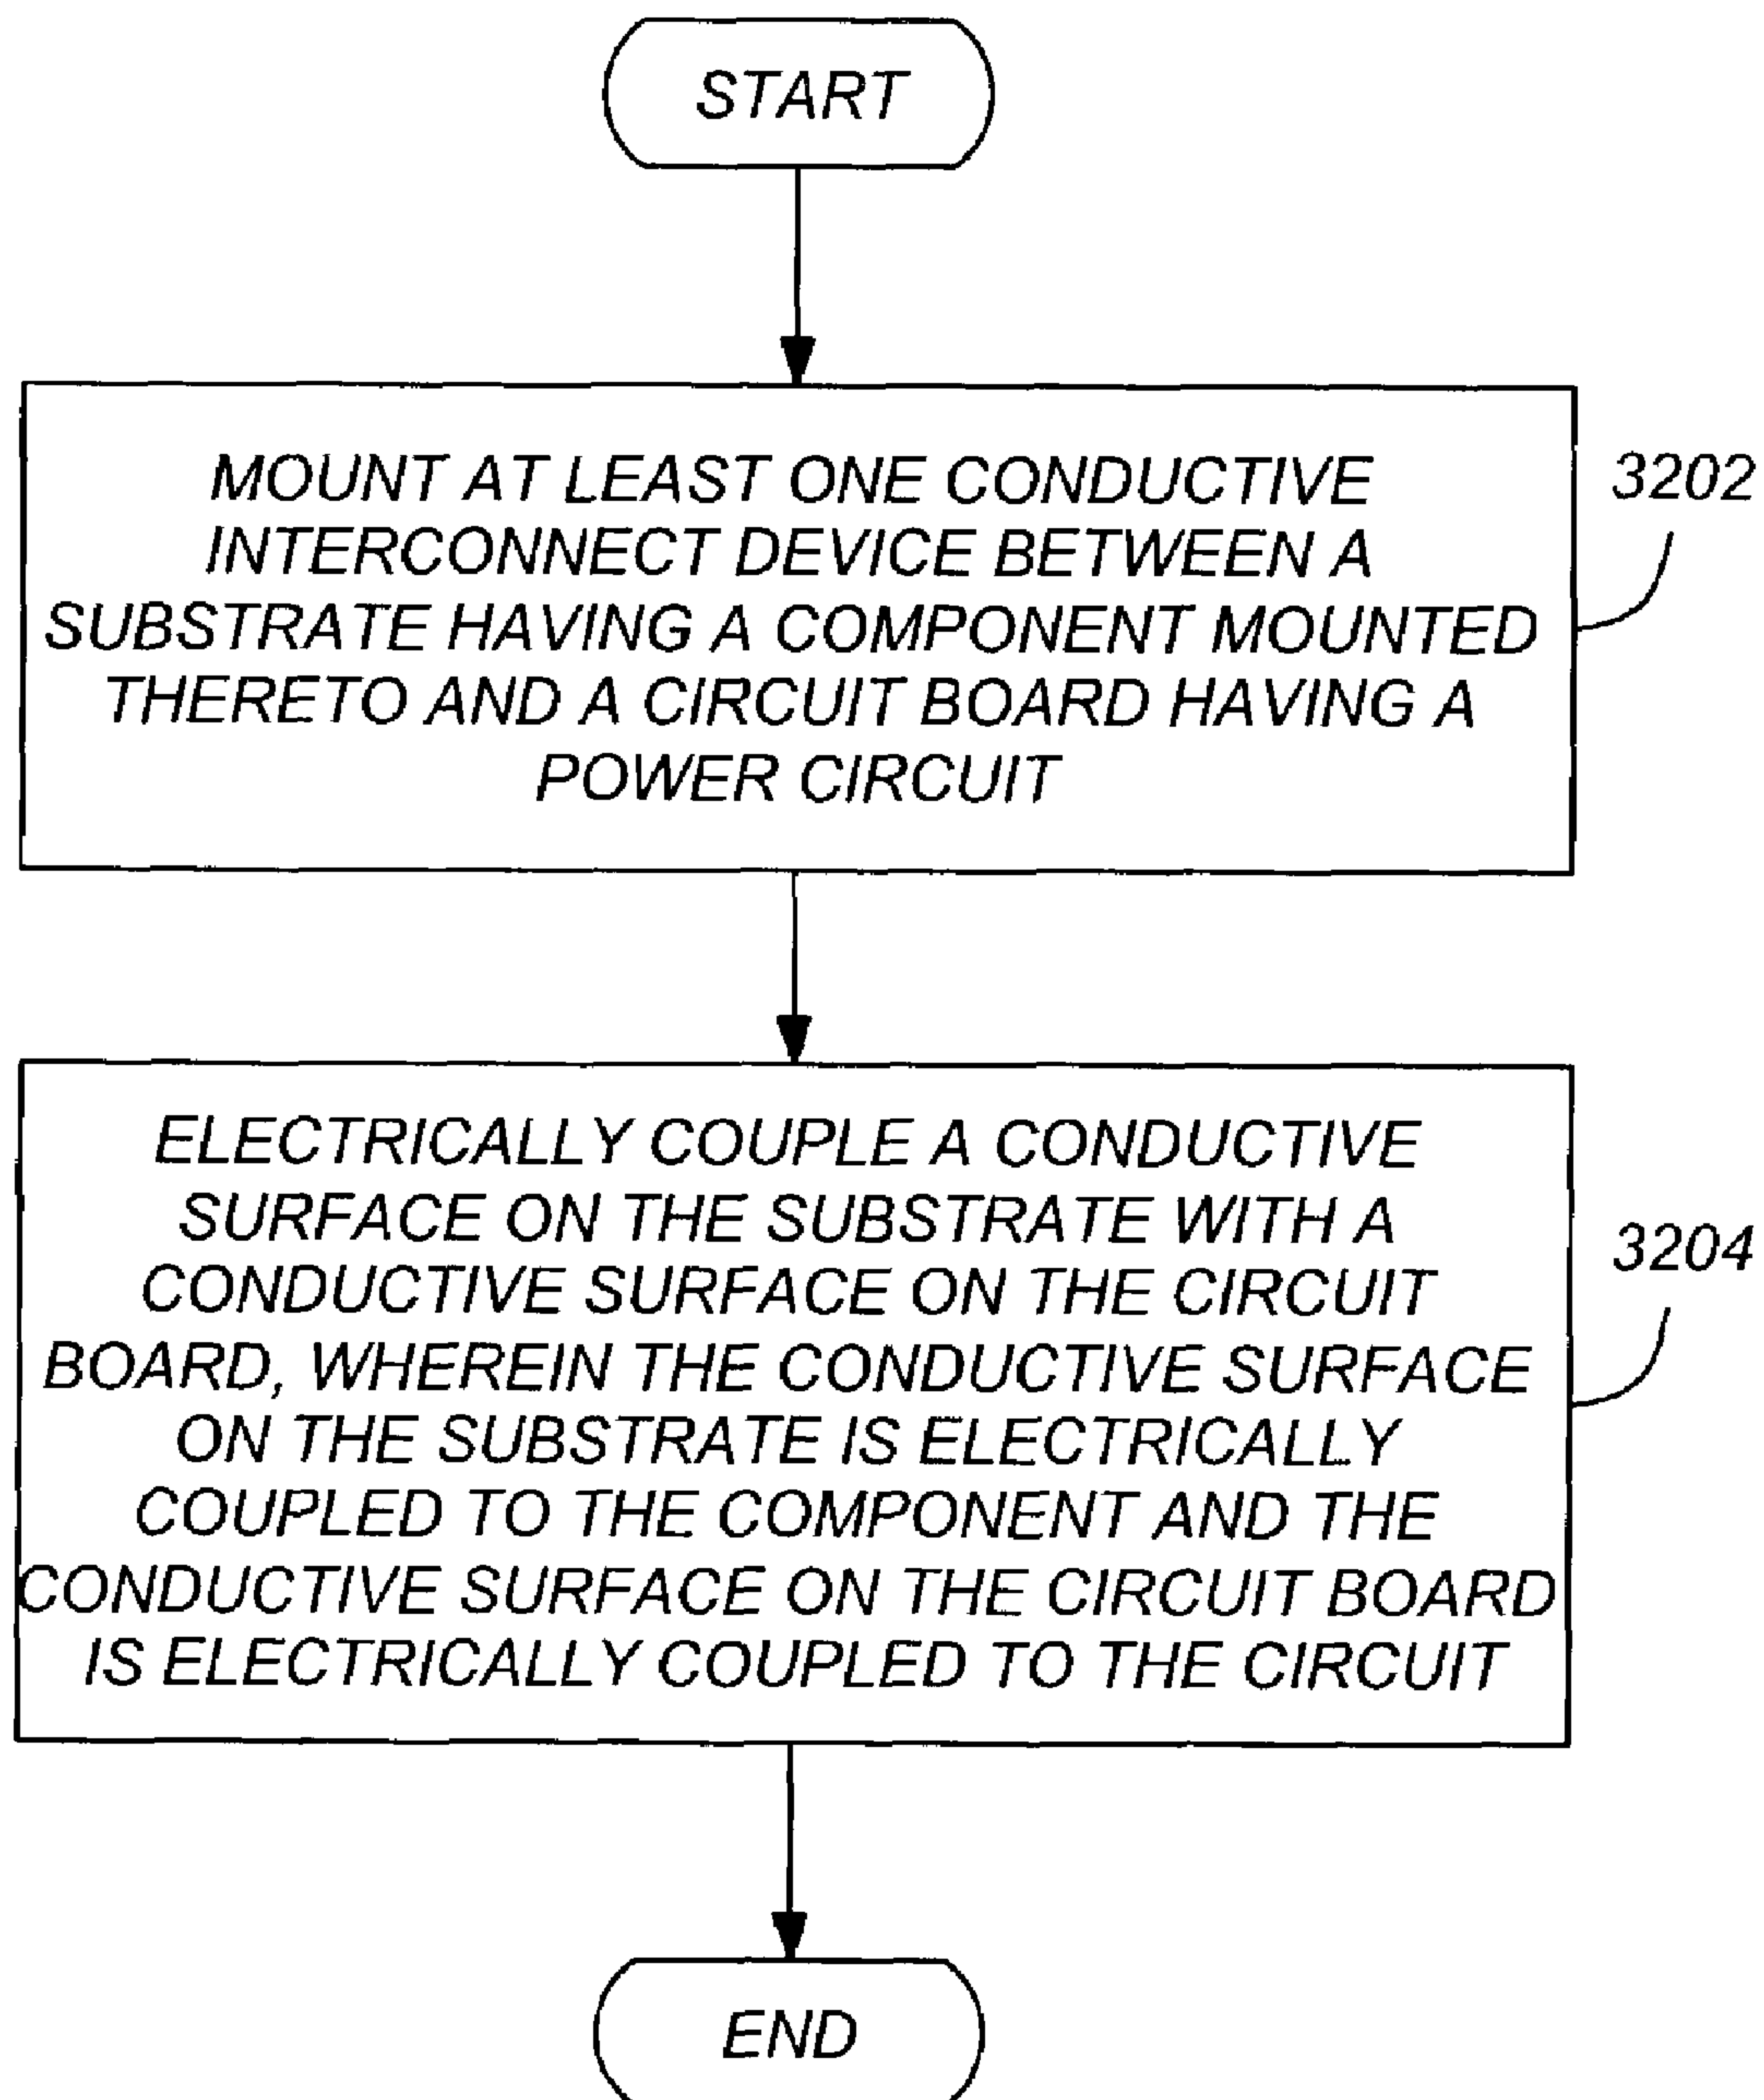 START
MOUNT AT LEAST ONE CONDUCTIVE
INTERCONNECT DEVICE BETWEEN A
SUBSTRATE HAVING A COMPONENT MOUNTED
THERETO AND A CIRCUIT BOARD HAVING A
POWER CIRCUIT
3202
ELECTRICALLY COUPLE A CONDUCTIVE
SURFACE ON THE SUBSTRATE WITH A
CONDUCTIVE SURFACE ON THE CIRCUIT
BOARD, WHEREIN THE CONDUCTIVE SURFACE
ON THE SUBSTRATE IS ELECTRICALLY
COUPLED TO THE COMPONENT AND THE
CONDUCTIVE SURFACE ON THE CIRCUIT BOARD
IS ELECTRICALLY COUPLED TO THE CIRCUIT
3204
END